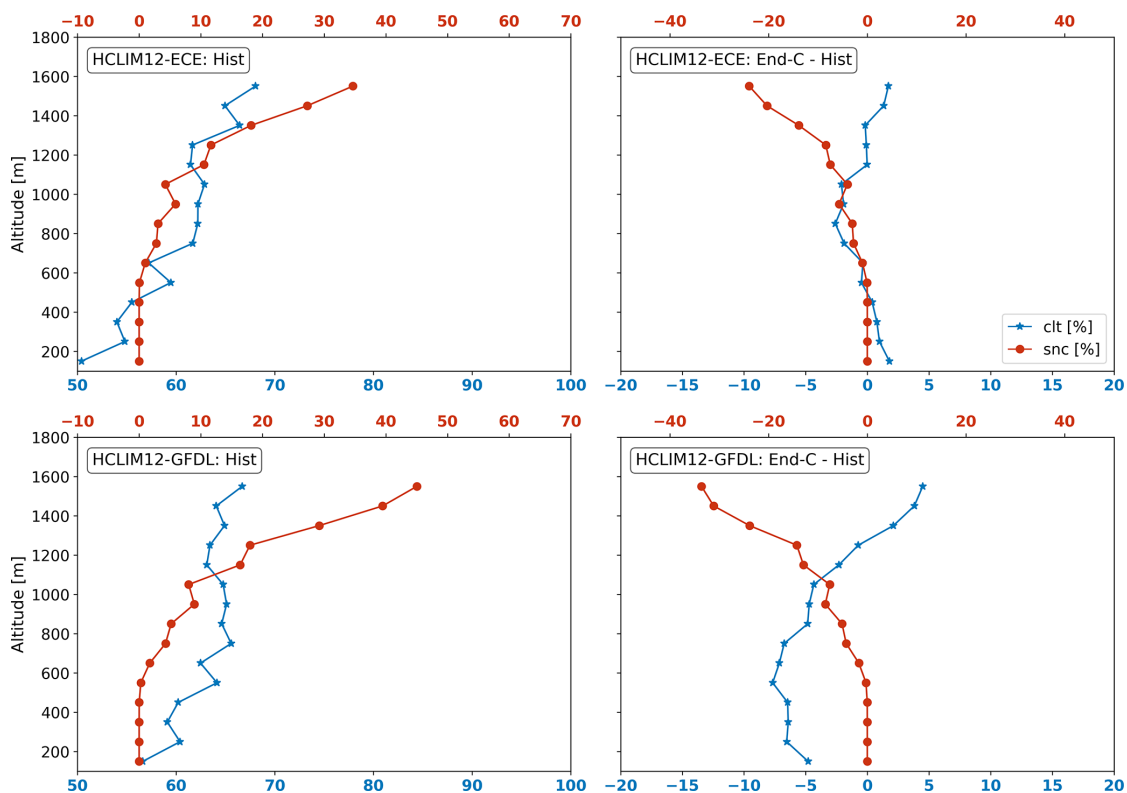 −10 0 10 20 30 40 50 60 70
−40 −20 0 20 40
1800
1600
1400
1200
1000
800
600
400
200
Altitude [m]
HCLIM12-ECE: Hist
HCLIM12-ECE: End-C - Hist
clt [%]
snc [%]
50 60 70 80 90 100
−20 −15 −10 −5 0 5 10 15 20
−10 0 10 20 30 40 50 60 70
−40 −20 0 20 40
1800
1600
1400
1200
1000
800
600
400
200
Altitude [m]
HCLIM12-GFDL: Hist
HCLIM12-GFDL: End-C - Hist
50 60 70 80 90 100
−20 −15 −10 −5 0 5 10 15 20